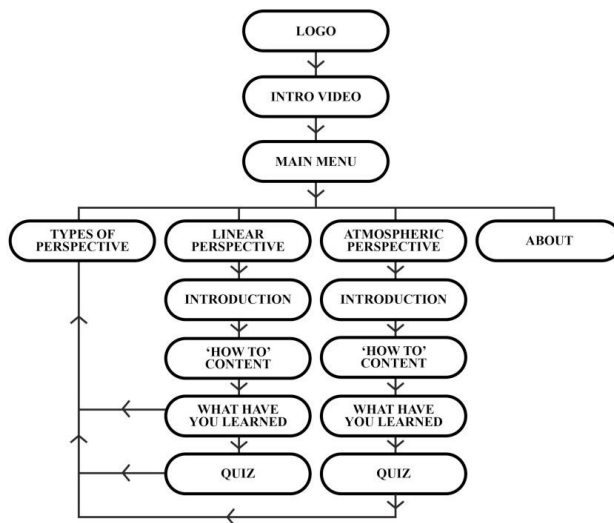 LOGO
INTRO VIDEO
MAIN MENU
TYPES OF
PERSPECTIVE
LINEAR
PERSPECTIVE
ATMOSPHERIC
PERSPECTIVE
ABOUT
INTRODUCTION
INTRODUCTION
‘HOW TO’
CONTENT
‘HOW TO’
CONTENT
WHAT HAVE
YOU LEARNED
WHAT HAVE
YOU LEARNED
QUIZ
QUIZ